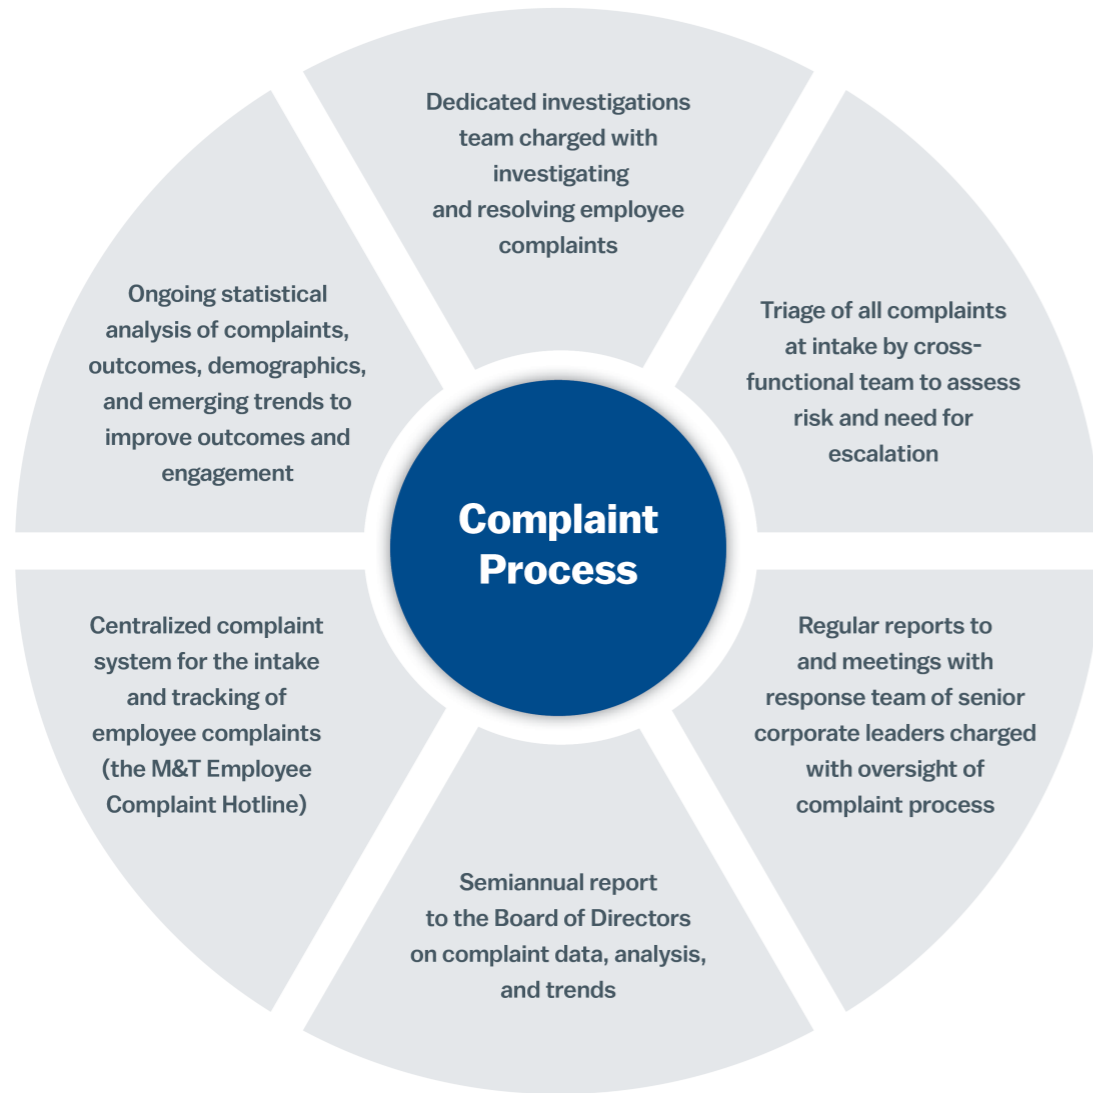 Dedicated investigations
team charged with
investigating
and resolving employee
complaints
Triage of all complaints
at intake by cross-
functional team to assess
risk and need for
escalation
Regular reports to
and meetings with
response team of senior
corporate leaders charged
with oversight of
complaint process
Semiannual report
to the Board of Directors
on complaint data, analysis,
and trends
Centralized complaint
system for the intake
and tracking of
employee complaints
(the M&T Employee
Complaint Hotline)
Ongoing statistical
analysis of complaints,
outcomes, demographics,
and emerging trends to
improve outcomes and
engagement
Complaint
Process